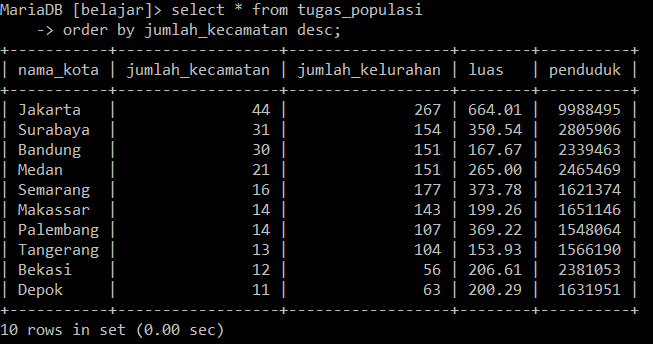 MariaDB [belajar]> select * from tugas_populasi
    -> order by jumlah_kecamatan desc;
+------------+------------------+------------------+--------+----------+
| nama_kota  | jumlah_kecamatan | jumlah_kelurahan | luas   | penduduk |
+------------+------------------+------------------+--------+----------+
| Jakarta    |               44 |              267 | 664.01 |  9988495 |
| Surabaya   |               31 |              154 | 350.54 |  2805906 |
| Bandung    |               30 |              151 | 167.67 |  2339463 |
| Medan      |               21 |              151 | 265.00 |  2465469 |
| Semarang   |               16 |              177 | 373.78 |  1621374 |
| Makassar   |               14 |              143 | 199.26 |  1651146 |
| Palembang  |               14 |              107 | 369.22 |  1548064 |
| Tangerang  |               13 |              104 | 153.93 |  1566190 |
| Bekasi     |               12 |               56 | 206.61 |  2381053 |
| Depok      |               11 |               63 | 200.29 |  1631951 |
+------------+------------------+------------------+--------+----------+
10 rows in set (0.00 sec)